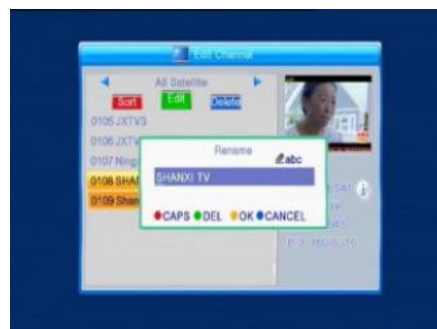 Edit Channel
All Satellite
Sort Edit Delete
0105 JXTV3
0106 JXTV
0107 Ning
0108 SHA
0109 Shan
Rename
abc
SHANXI TV
CAPS DEL OK CANCEL